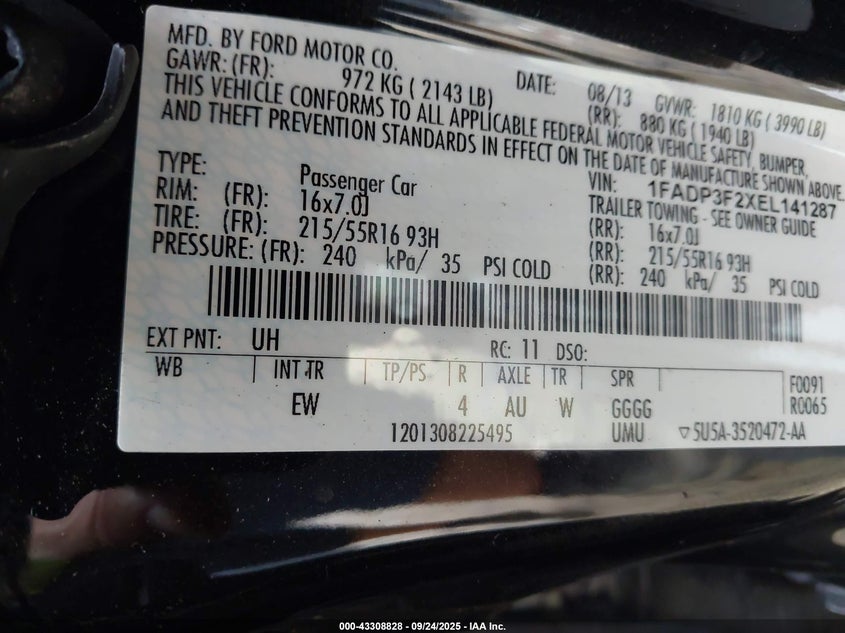 MFD. BY FORD MOTOR CO.
DATE: 08/13 GVWR: 1810 KG ( 3990 LB)
GAWR: (FR): 972 KG ( 2143 LB) (RR): 880 KG ( 1940 LB)
THIS VEHICLE CONFORMS TO ALL APPLICABLE FEDERAL MOTOR VEHICLE SAFETY, BUMPER,
AND THEFT PREVENTION STANDARDS IN EFFECT ON THE DATE OF MANUFACTURE SHOWN ABOVE.
VIN: 1FADP3F2XEL141287
TYPE: Passenger Car TRAILER TOWING - SEE OWNER GUIDE
RIM: (FR): 16x7.0J (RR): 16x7.0J
TIRE: (FR): 215/55R16 93H (RR): 215/55R16 93H
PRESSURE: (FR): 240 kPa/ 35 PSI COLD (RR): 240 kPa/ 35 PSI COLD
EXT PNT: UH RC: 11 DSO:
WB INT TR TP/PS R AXLE TR SPR F0091
EW 4 AU W GGGG R0065
1201308225495 UMU ▽5U5A-3520472-AA
000-43308828 - 09/24/2025 - IAA Inc.